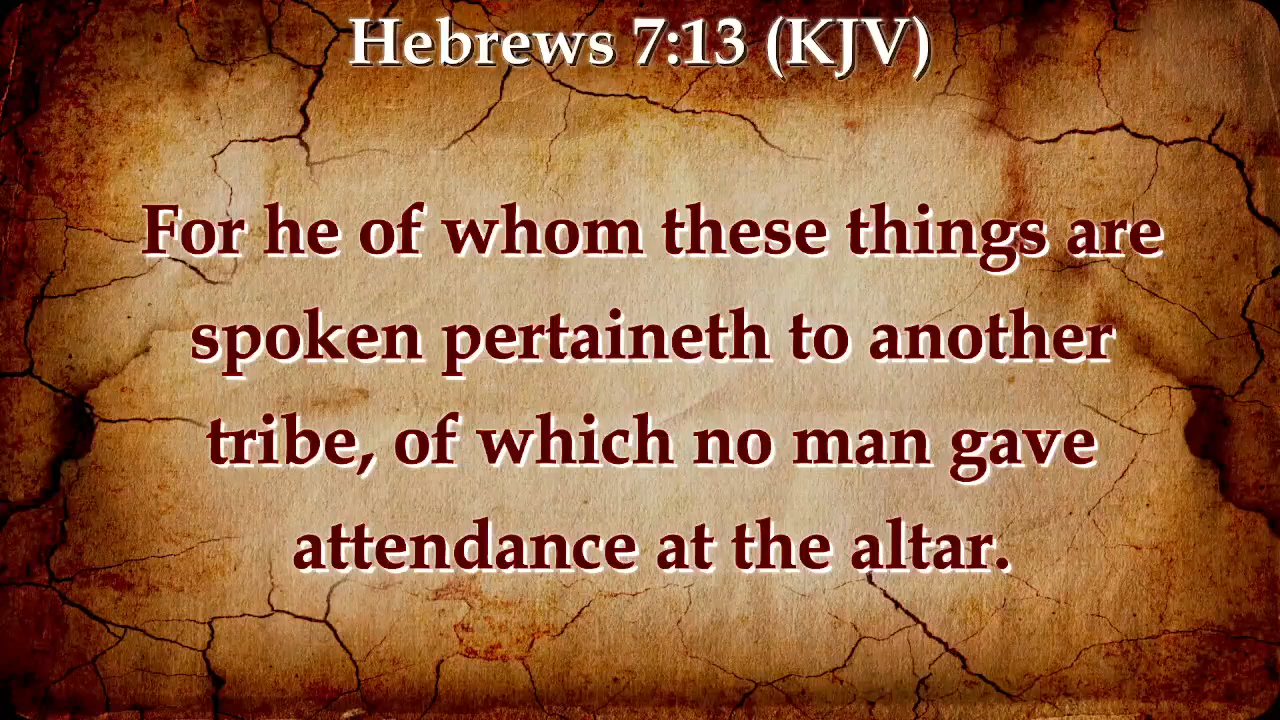 Hebrews 7:13 (KJV)
For he of whom these things are
spoken pertaineth to another
tribe, of which no man gave
attendance at the altar.